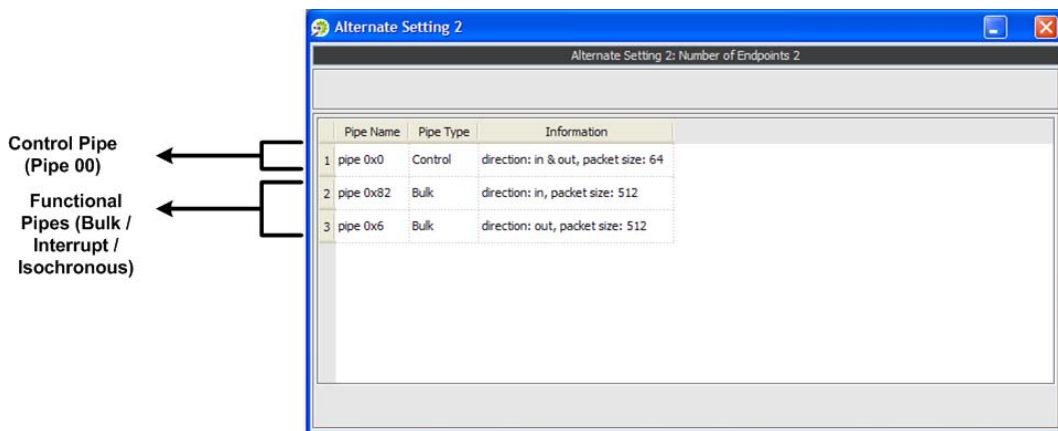 Alternate Setting 2
Alternate Setting 2: Number of Endpoints 2
Pipe Name Pipe Type Information
1 pipe 0x0 Control direction: in & out, packet size: 64
2 pipe 0x82 Bulk direction: in, packet size: 512
3 pipe 0x6 Bulk direction: out, packet size: 512
Control Pipe
(Pipe 00)
Functional
Pipes (Bulk /
Interrupt /
Isochronous)